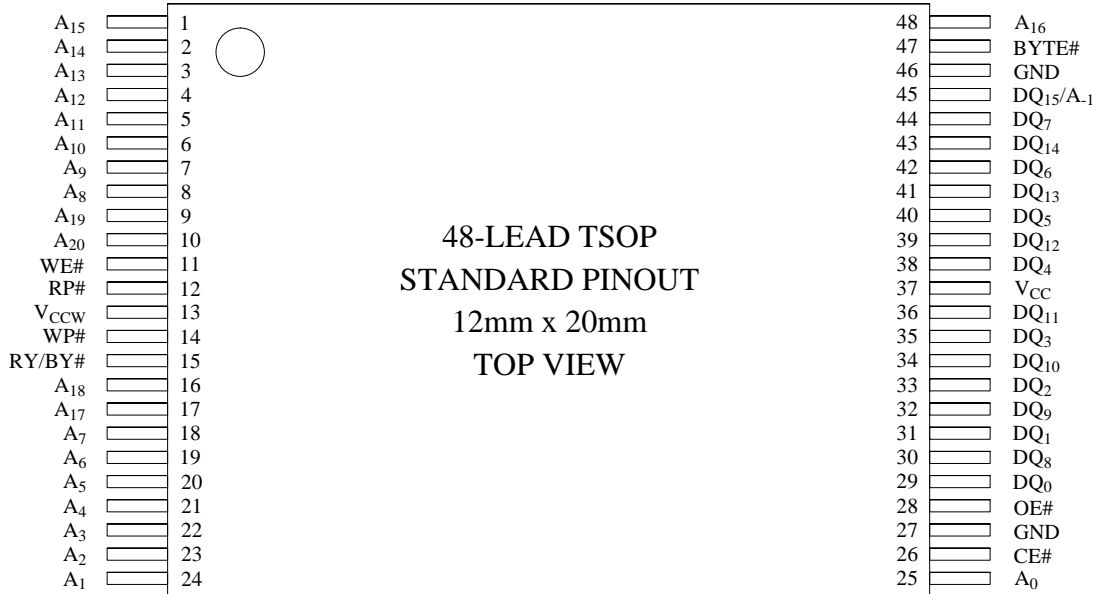 A15 1 48 A16
A14 2 47 BYTE#
A13 3 46 GND
A12 4 45 DQ15/A-1
A11 5 44 DQ7
A10 6 43 DQ14
A9 7 42 DQ6
A8 8 41 DQ13
A19 9 40 DQ5
A20 10 39 DQ12
WE# 11 38 DQ4
RP# 12 37 VCC
VCCW 13 36 DQ11
WP# 14 35 DQ3
RY/BY# 15 34 DQ10
A18 16 33 DQ2
A17 17 32 DQ9
A7 18 31 DQ1
A6 19 30 DQ8
A5 20 29 DQ0
A4 21 28 OE#
A3 22 27 GND
A2 23 26 CE#
A1 24 25 A0
48-LEAD TSOP
STANDARD PINOUT
12mm x 20mm
TOP VIEW